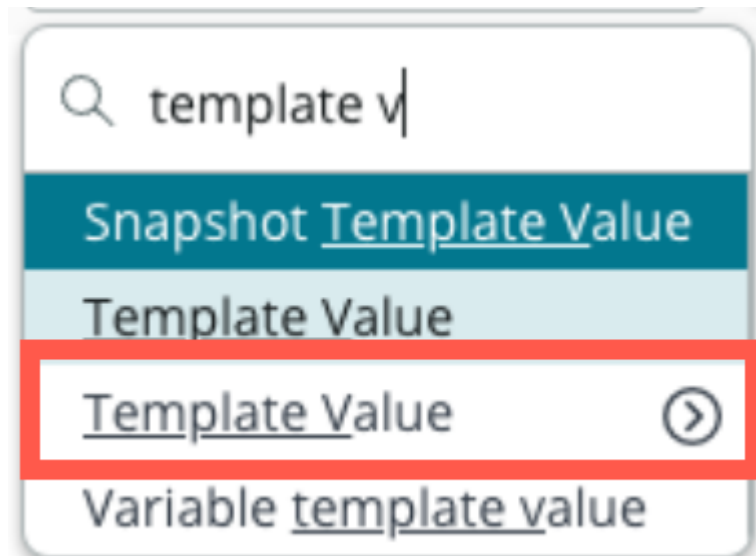 template v
Snapshot Template Value
Template Value
Template Value
Variable template value